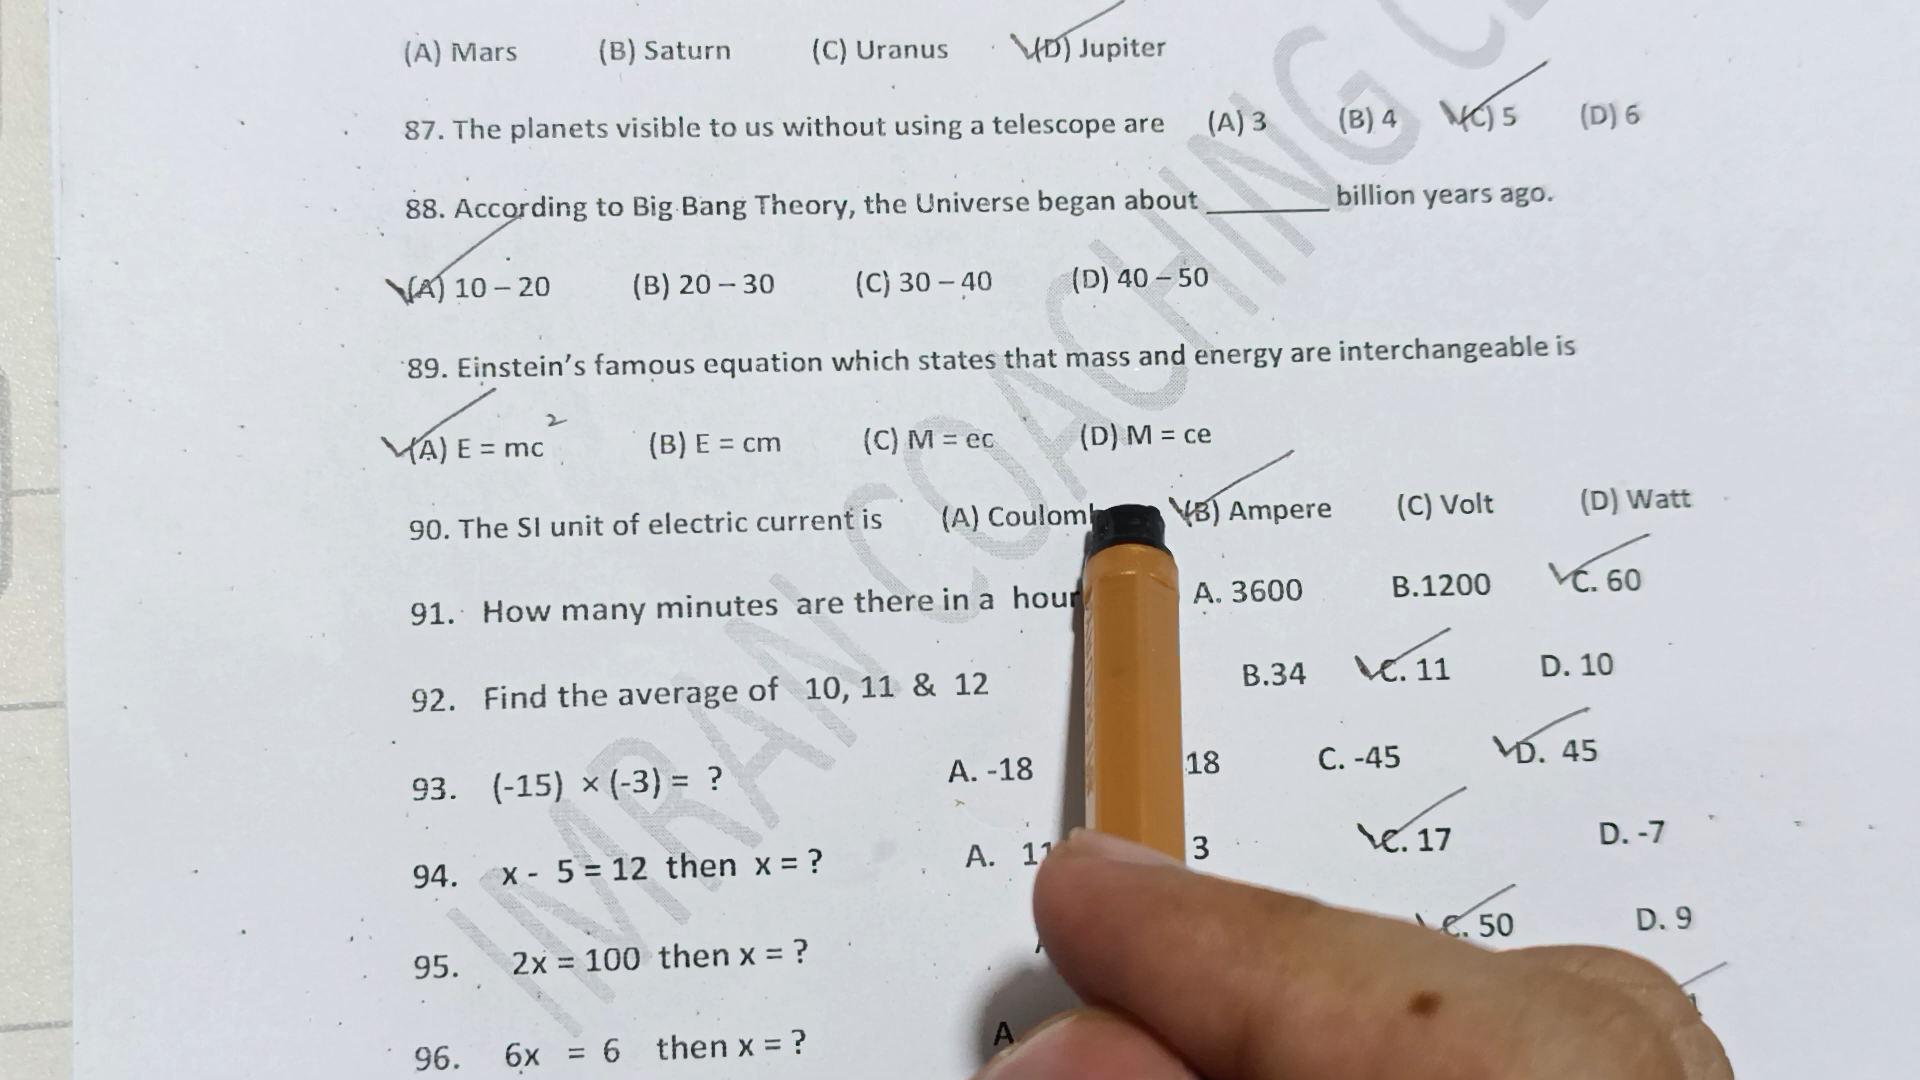 (A) Mars (B) Saturn (C) Uranus (D) Jupiter
87. The planets visible to us without using a telescope are (A) 3 (B) 4 (C) 5 (D) 6
88. According to Big Bang Theory, the Universe began about ________ billion years ago.
(A) 10 – 20 (B) 20 – 30 (C) 30 – 40 (D) 40 – 50
89. Einstein's famous equation which states that mass and energy are interchangeable is
(A) E = mc² (B) E = cm (C) M = ec (D) M = ce
90. The SI unit of electric current is (A) (B) Ampere (C) Volt (D) Watt
91. How many minutes are there in a hour A. 3600 B.1200 C. 60
92. Find the average of 10, 11 & 12 B.34 C. 11 D. 10
93. (-15) × (-3) = ? A. -18 18 C. -45 D. 45
94. x - 5 = 12 then x = ? A. 3 C. 17 D. -7
95. 2x = 100 then x = ? C. 50 D. 9
96. 6x = 6 then x = ? A
IMRAN COACHING